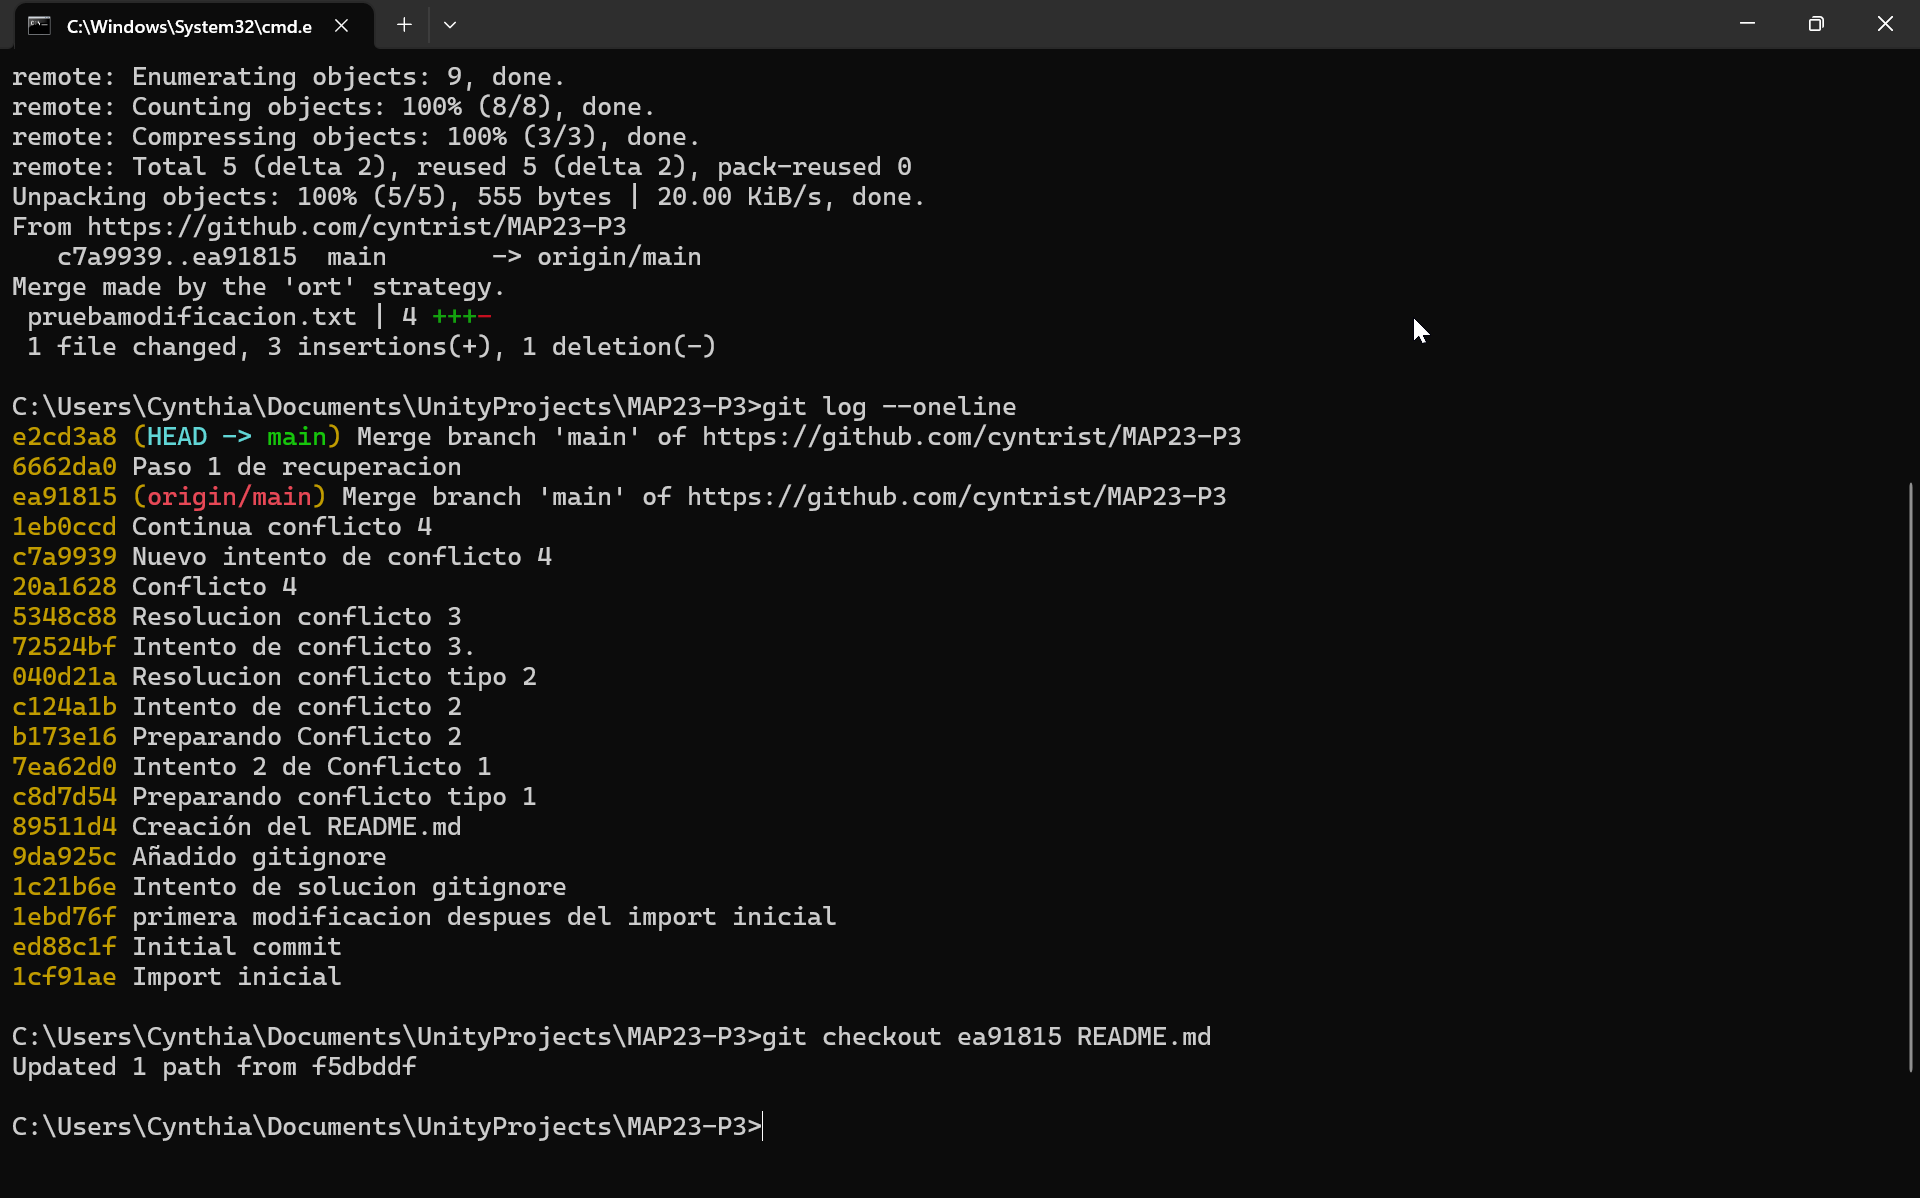 C:\Windows\System32\cmd.e
remote: Enumerating objects: 9, done.
remote: Counting objects: 100% (8/8), done.
remote: Compressing objects: 100% (3/3), done.
remote: Total 5 (delta 2), reused 5 (delta 2), pack-reused 0
Unpacking objects: 100% (5/5), 555 bytes | 20.00 KiB/s, done.
From https://github.com/cyntrist/MAP23-P3
   c7a9939..ea91815  main       -> origin/main
Merge made by the 'ort' strategy.
 pruebamodificacion.txt | 4 +++-
 1 file changed, 3 insertions(+), 1 deletion(-)
C:\Users\Cynthia\Documents\UnityProjects\MAP23-P3>git log --oneline
e2cd3a8 (HEAD -> main) Merge branch 'main' of https://github.com/cyntrist/MAP23-P3
6662da0 Paso 1 de recuperacion
ea91815 (origin/main) Merge branch 'main' of https://github.com/cyntrist/MAP23-P3
1eb0ccd Continua conflicto 4
c7a9939 Nuevo intento de conflicto 4
20a1628 Conflicto 4
5348c88 Resolucion conflicto 3
72524bf Intento de conflicto 3.
040d21a Resolucion conflicto tipo 2
c124a1b Intento de conflicto 2
b173e16 Preparando Conflicto 2
7ea62d0 Intento 2 de Conflicto 1
c8d7d54 Preparando conflicto tipo 1
89511d4 Creación del README.md
9da925c Añadido gitignore
1c21b6e Intento de solucion gitignore
1ebd76f primera modificacion despues del import inicial
ed88c1f Initial commit
1cf91ae Import inicial
C:\Users\Cynthia\Documents\UnityProjects\MAP23-P3>git checkout ea91815 README.md
Updated 1 path from f5dbddf
C:\Users\Cynthia\Documents\UnityProjects\MAP23-P3>